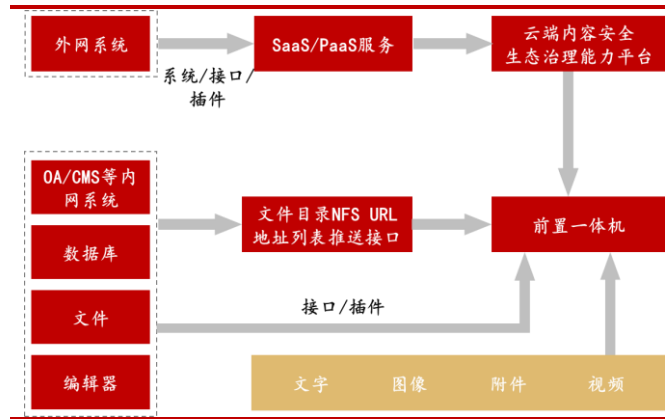 外网系统
SaaS/PaaS服务
云端内容安全
生态治理能力平台
系统/接口/
插件
OA/CMS等内
网系统
数据库
文件
编辑器
文件目录NFS URL
地址列表推送接口
前置一体机
接口/插件
文字 图像 附件 视频